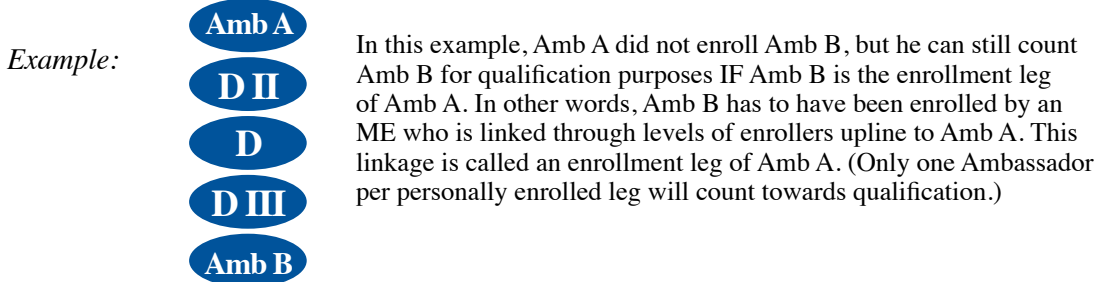 Example:
Amb A
D II
D
D III
Amb B
In this example, Amb A did not enroll Amb B, but he can still count
Amb B for qualification purposes IF Amb B is the enrollment leg
of Amb A. In other words, Amb B has to have been enrolled by an
ME who is linked through levels of enrollers upline to Amb A. This
linkage is called an enrollment leg of Amb A. (Only one Ambassador
per personally enrolled leg will count towards qualification.)